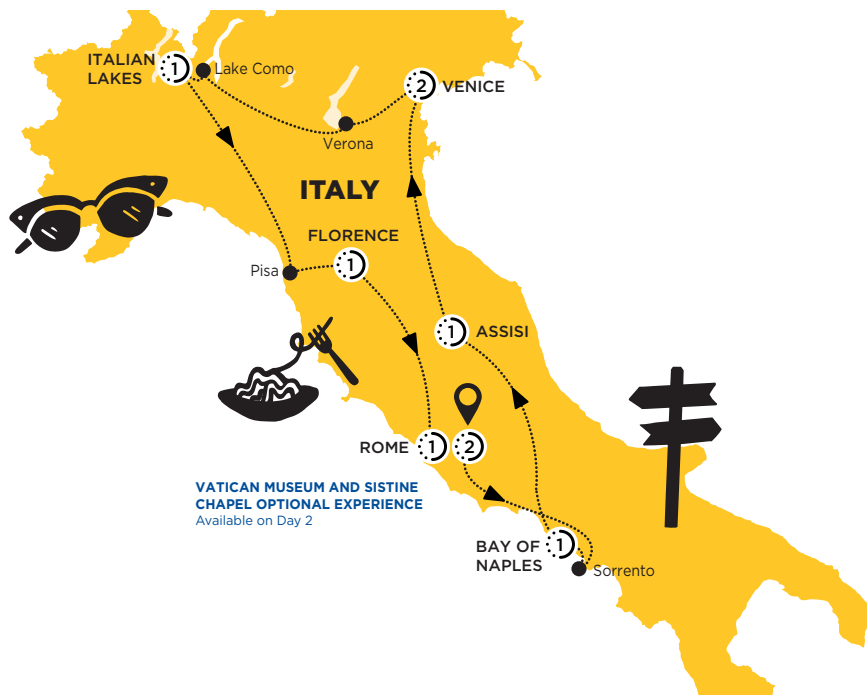 ITALIAN
LAKES
1
Lake Como
2
VENICE
Verona
ITALY
FLORENCE
1
Pisa
1
ASSISI
ROME
1
2
VATICAN MUSEUM AND SISTINE
CHAPEL OPTIONAL EXPERIENCE
Available on Day 2
BAY OF
NAPLES
1
Sorrento